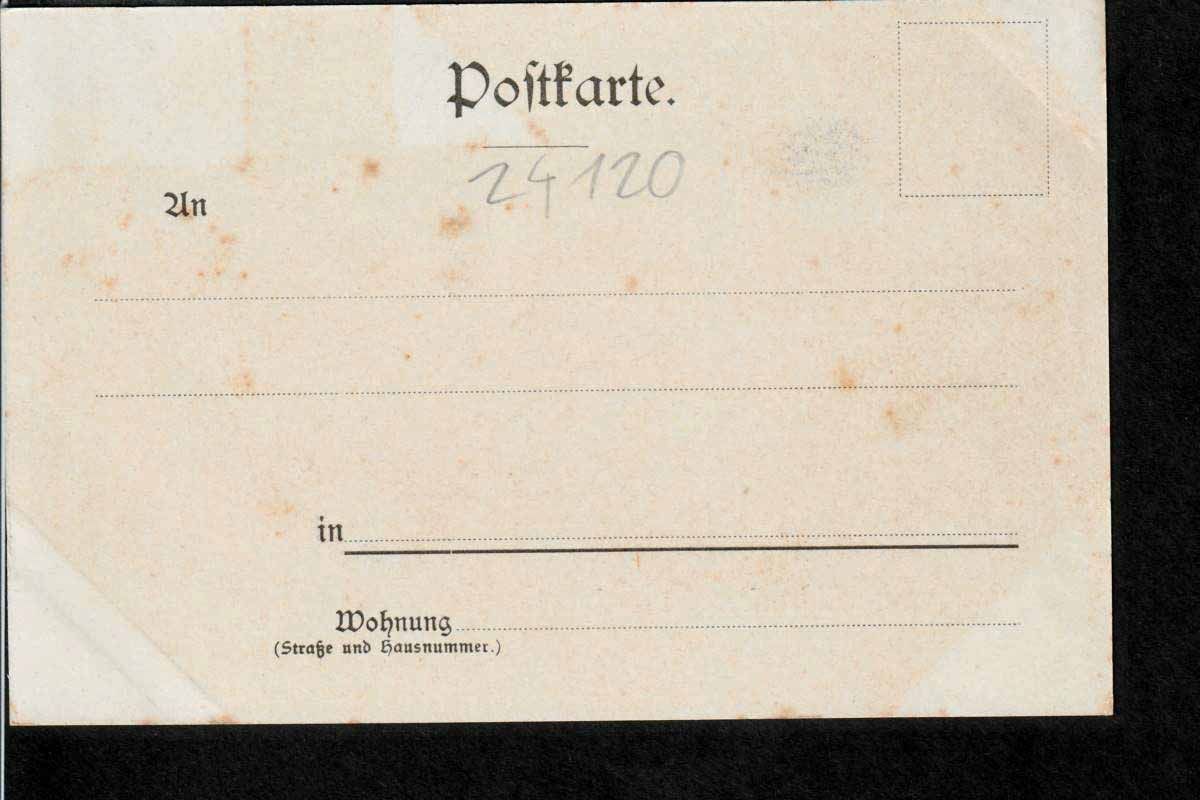 Poſtkarte.
24120
An
in
Wohnung
(Straße und Hausnummer.)